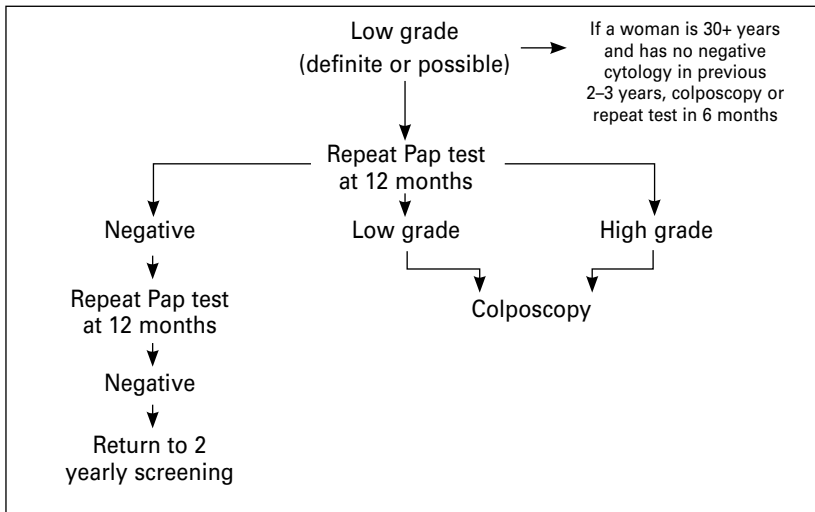 Low grade
(definite or possible)
If a woman is 30+ years
and has no negative
cytology in previous
2–3 years, colposcopy or
repeat test in 6 months
Repeat Pap test
at 12 months
Negative
Low grade
High grade
Repeat Pap test
at 12 months
Colposcopy
Negative
Return to 2
yearly screening